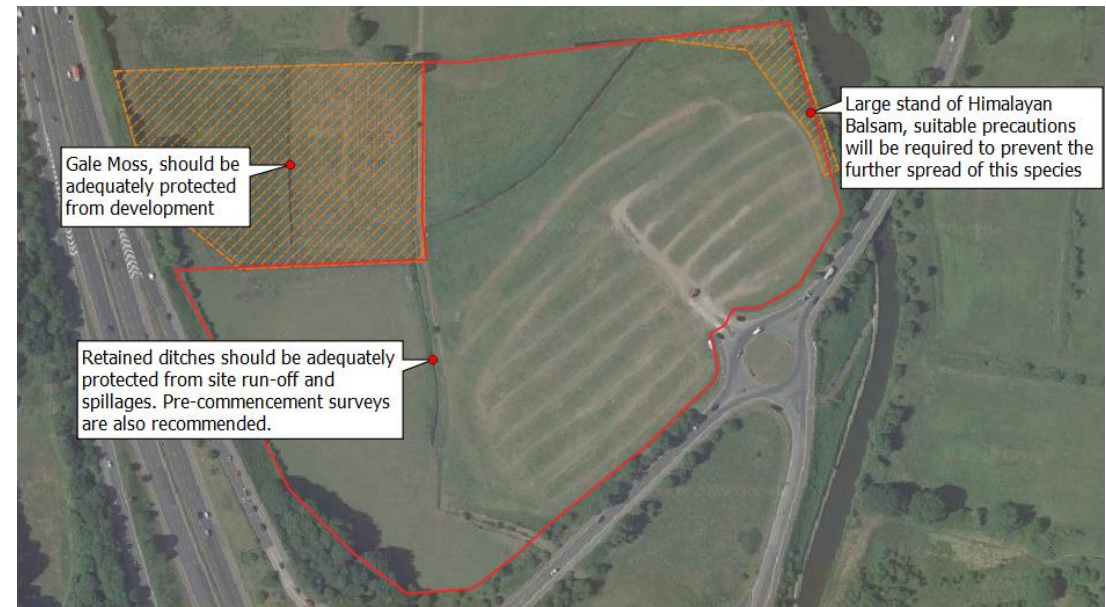 Gale Moss, should be
adequately protected
from development
Large stand of Himalayan
Balsam, suitable precautions
will be required to prevent the
further spread of this species
Retained ditches should be adequately
protected from site run-off and
spillages. Pre-commencement surveys
are also recommended.